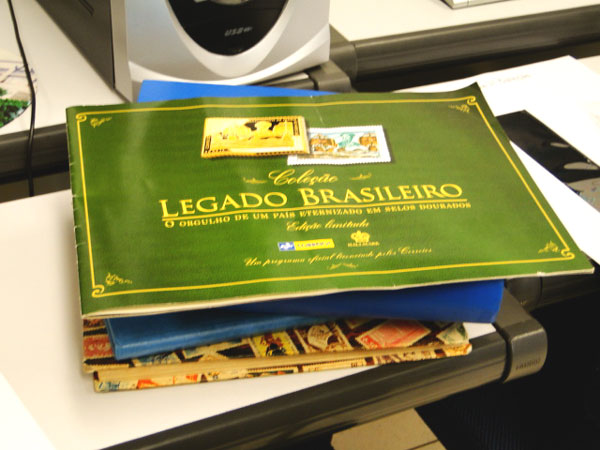 Coleção
LEGADO BRASILEIRO
O ORGULHO DE UM PAÍS ETERNIZADO EM SELOS DOURADOS
Edição limitada
HALLMARK
Um programa oficial licenciado pelos Correios